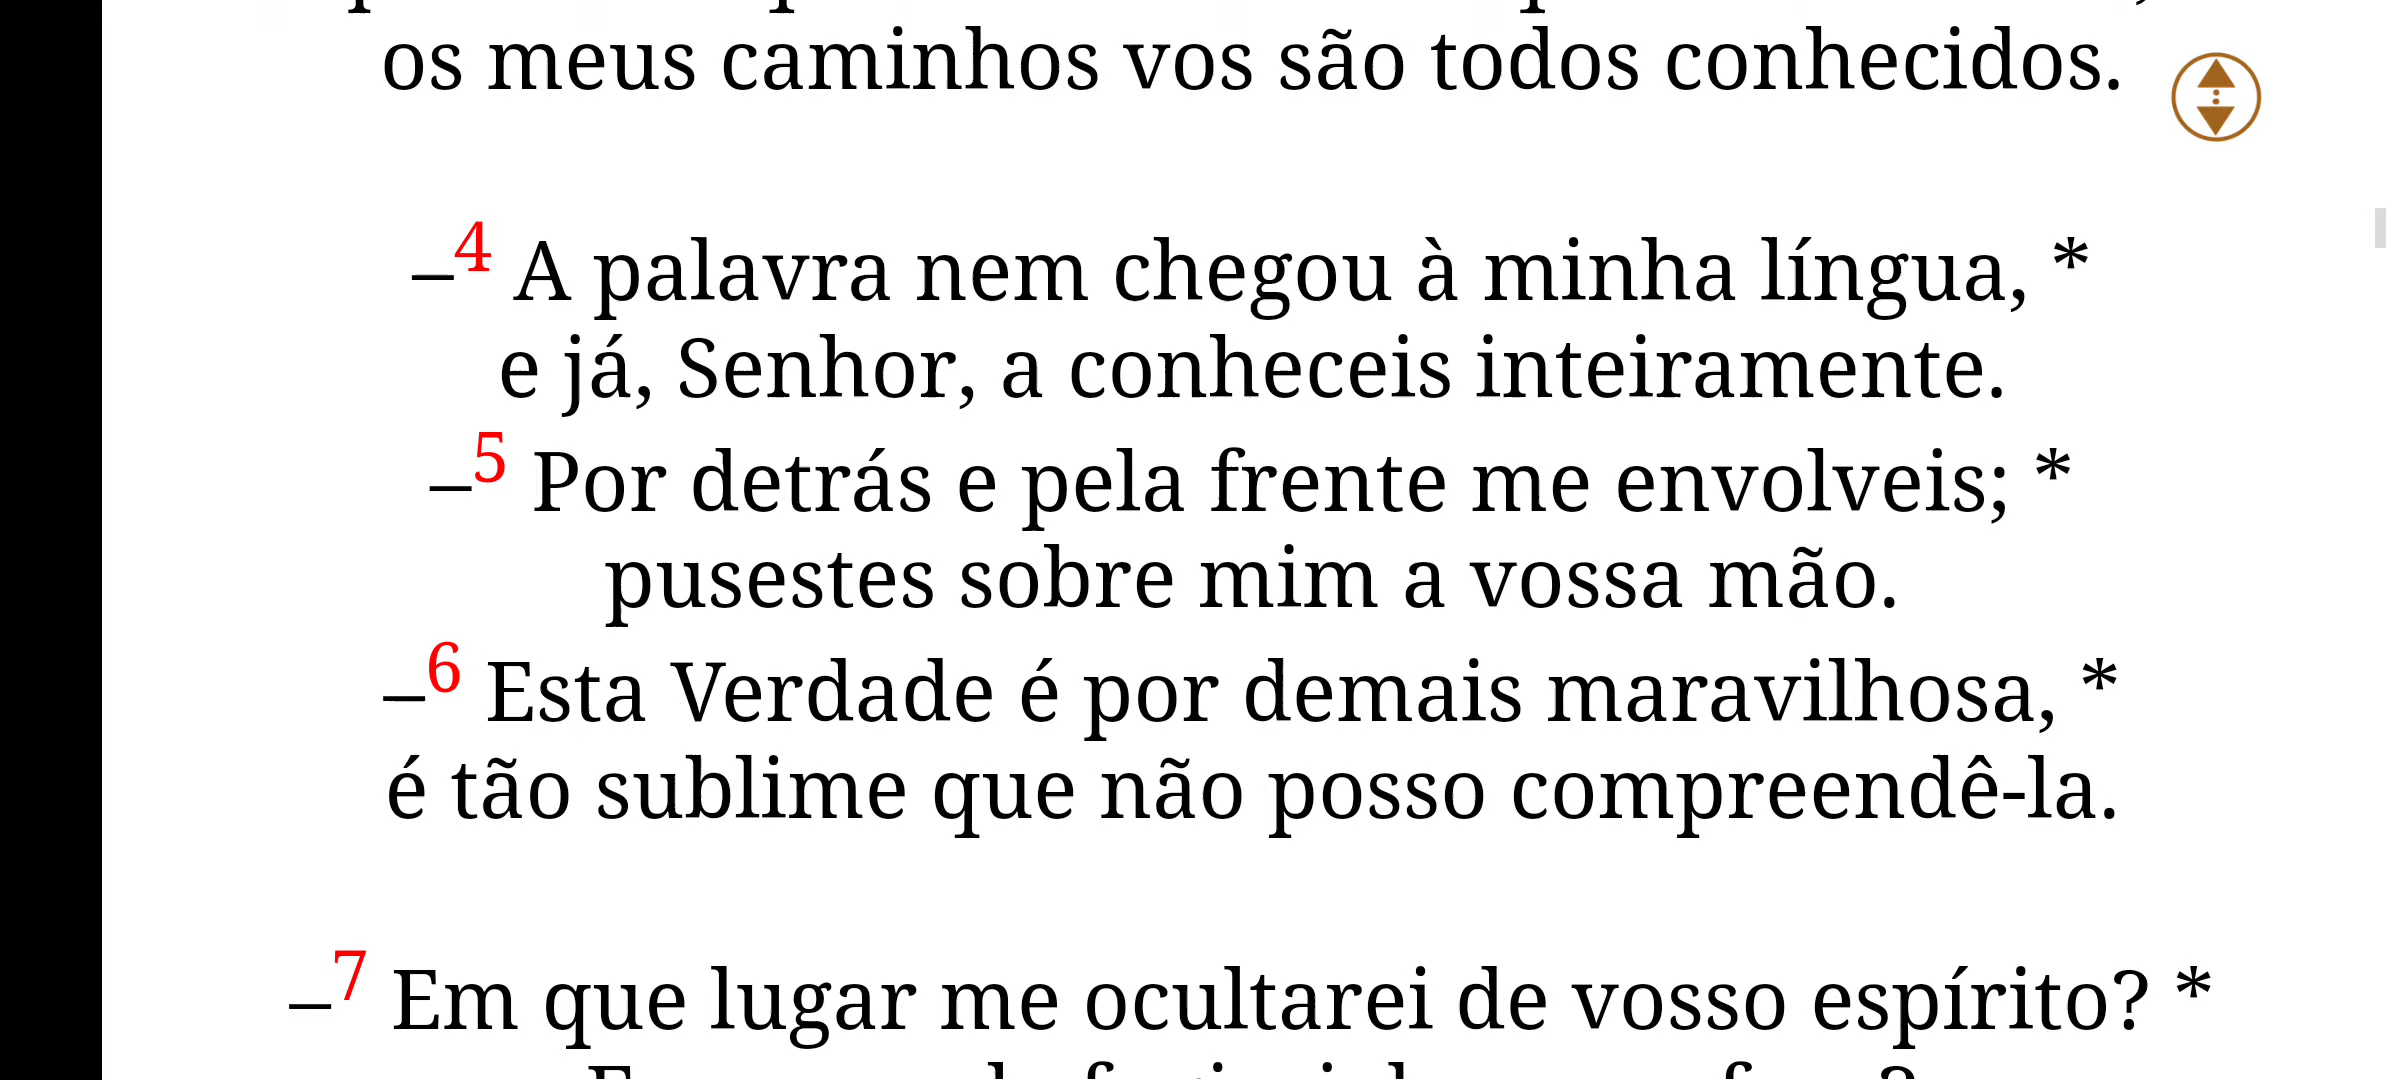 os meus caminhos vos são todos conhecidos.
–4 A palavra nem chegou à minha língua, *
e já, Senhor, a conheceis inteiramente.
–5 Por detrás e pela frente me envolveis; *
pusestes sobre mim a vossa mão.
–6 Esta Verdade é por demais maravilhosa, *
é tão sublime que não posso compreendê-la.
–7 Em que lugar me ocultarei de vosso espírito? *